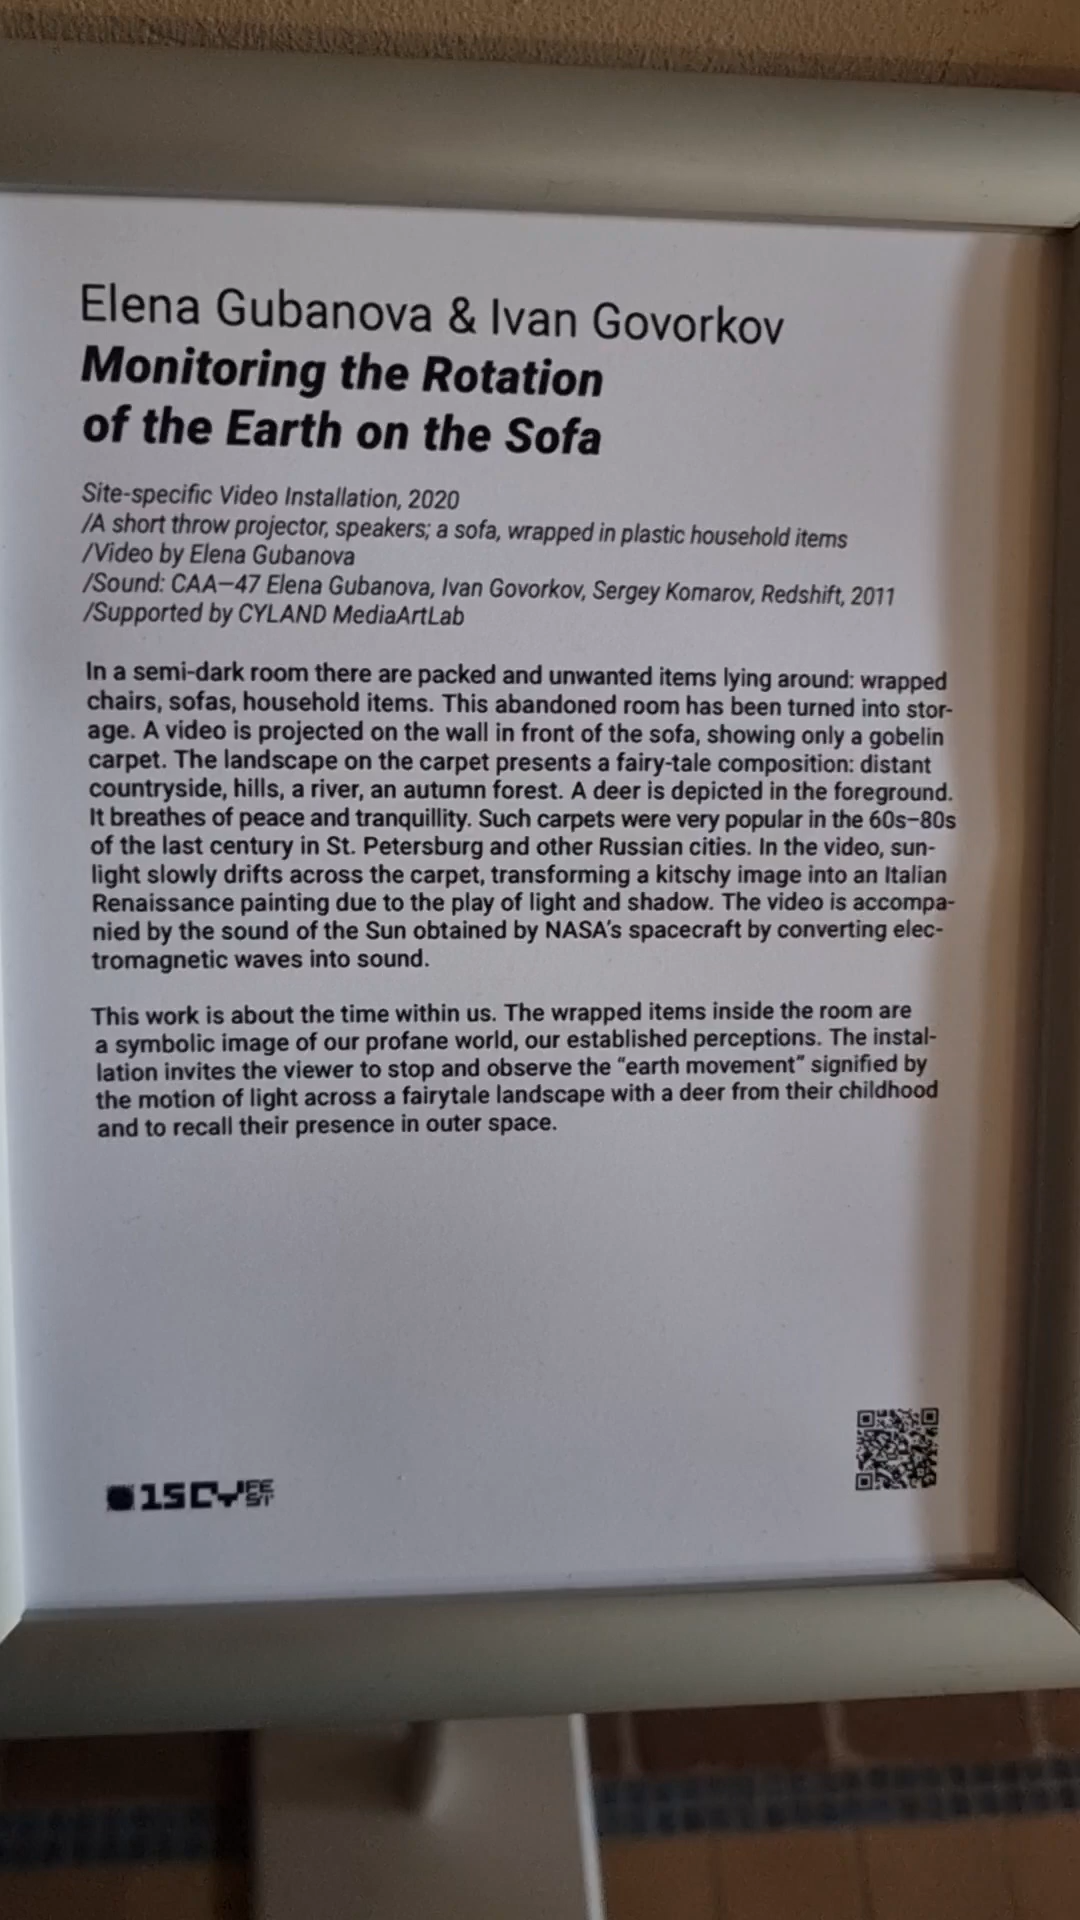 Elena Gubanova & Ivan Govorkov
Monitoring the Rotation
of the Earth on the Sofa
Site-specific Video Installation, 2020
/A short throw projector, speakers; a sofa, wrapped in plastic household items
/Video by Elena Gubanova
/Sound: CAA–47 Elena Gubanova, Ivan Govorkov, Sergey Komarov, Redshift, 2011
/Supported by CYLAND MediaArtLab
In a semi-dark room there are packed and unwanted items lying around: wrapped
chairs, sofas, household items. This abandoned room has been turned into stor-
age. A video is projected on the wall in front of the sofa, showing only a gobelin
carpet. The landscape on the carpet presents a fairy-tale composition: distant
countryside, hills, a river, an autumn forest. A deer is depicted in the foreground.
It breathes of peace and tranquillity. Such carpets were very popular in the 60s–80s
of the last century in St. Petersburg and other Russian cities. In the video, sun-
light slowly drifts across the carpet, transforming a kitschy image into an Italian
Renaissance painting due to the play of light and shadow. The video is accompa-
nied by the sound of the Sun obtained by NASA's spacecraft by converting elec-
tromagnetic waves into sound.
This work is about the time within us. The wrapped items inside the room are
a symbolic image of our profane world, our established perceptions. The instal-
lation invites the viewer to stop and observe the “earth movement” signified by
the motion of light across a fairytale landscape with a deer from their childhood
and to recall their presence in outer space.
15 CYFEST